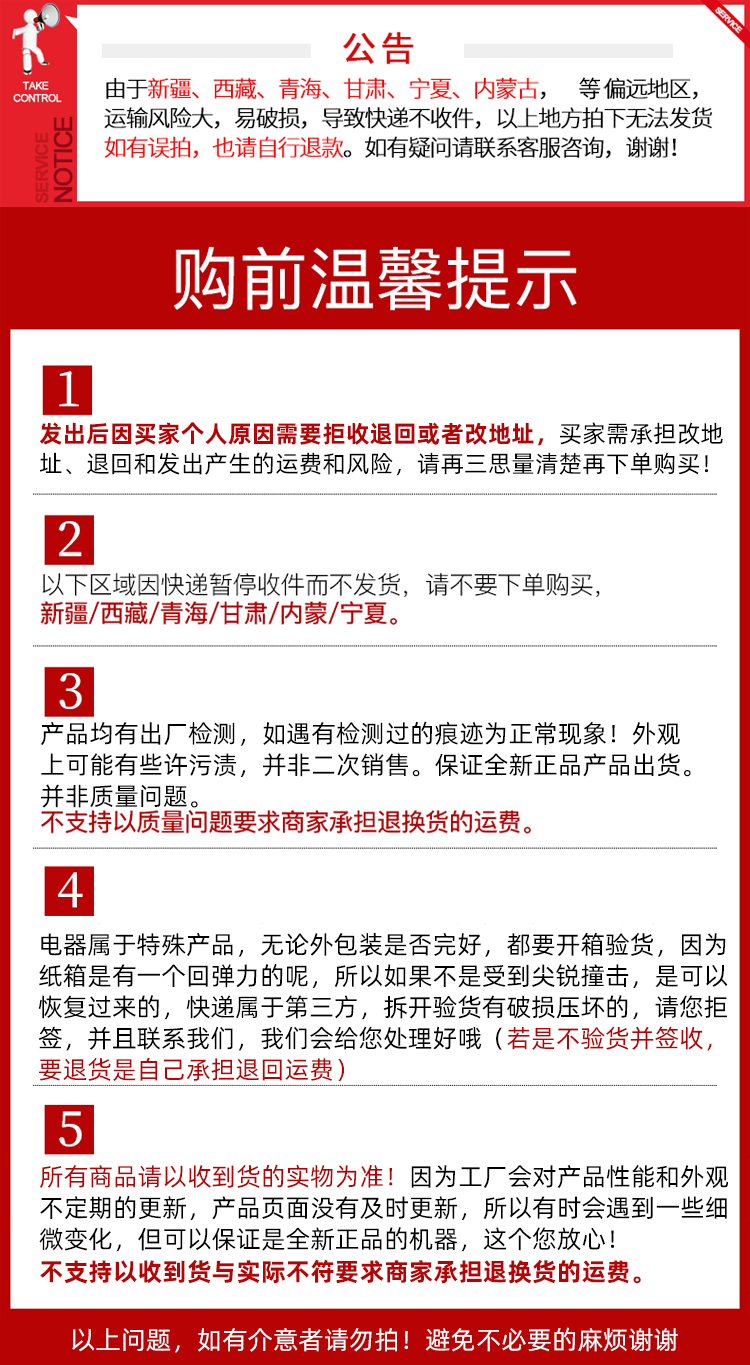 公告
SERVICE
TAKE
CONTROL
SERVICE
NOTICE
由于新疆、西藏、青海、甘肃、宁夏、内蒙古， 等偏远地区，
运输风险大，易破损，导致快递不收件，以上地方拍下无法发货
如有误拍，也请自行退款。如有疑问请联系客服咨询，谢谢！
购前温馨提示
1
发出后因买家个人原因需要拒收退回或者改地址，买家需承担改地
址、退回和发出产生的运费和风险，请再三思量清楚再下单购买！
2
以下区域因快递暂停收件而不发货，请不要下单购买，
新疆/西藏/青海/甘肃/内蒙/宁夏。
3
产品均有出厂检测，如遇有检测过的痕迹为正常现象！外观
上可能有些许污渍，并非二次销售。保证全新正品产品出货。
并非质量问题。
不支持以质量问题要求商家承担退换货的运费。
4
电器属于特殊产品，无论外包装是否完好，都要开箱验货，因为
纸箱是有一个回弹力的呢，所以如果不是受到尖锐撞击，是可以
恢复过来的，快递属于第三方，拆开验货有破损压坏的，请您拒
签，并且联系我们，我们会给您处理好哦（若是不验货并签收，
要退货是自己承担退回运费）
5
所有商品请以收到货的实物为准！因为工厂会对产品性能和外观
不定期的更新，产品页面没有及时更新，所以有时会遇到一些细
微变化，但可以保证是全新正品的机器，这个您放心！
不支持以收到货与实际不符要求商家承担退换货的运费。
以上问题，如有介意者请勿拍！避免不必要的麻烦谢谢